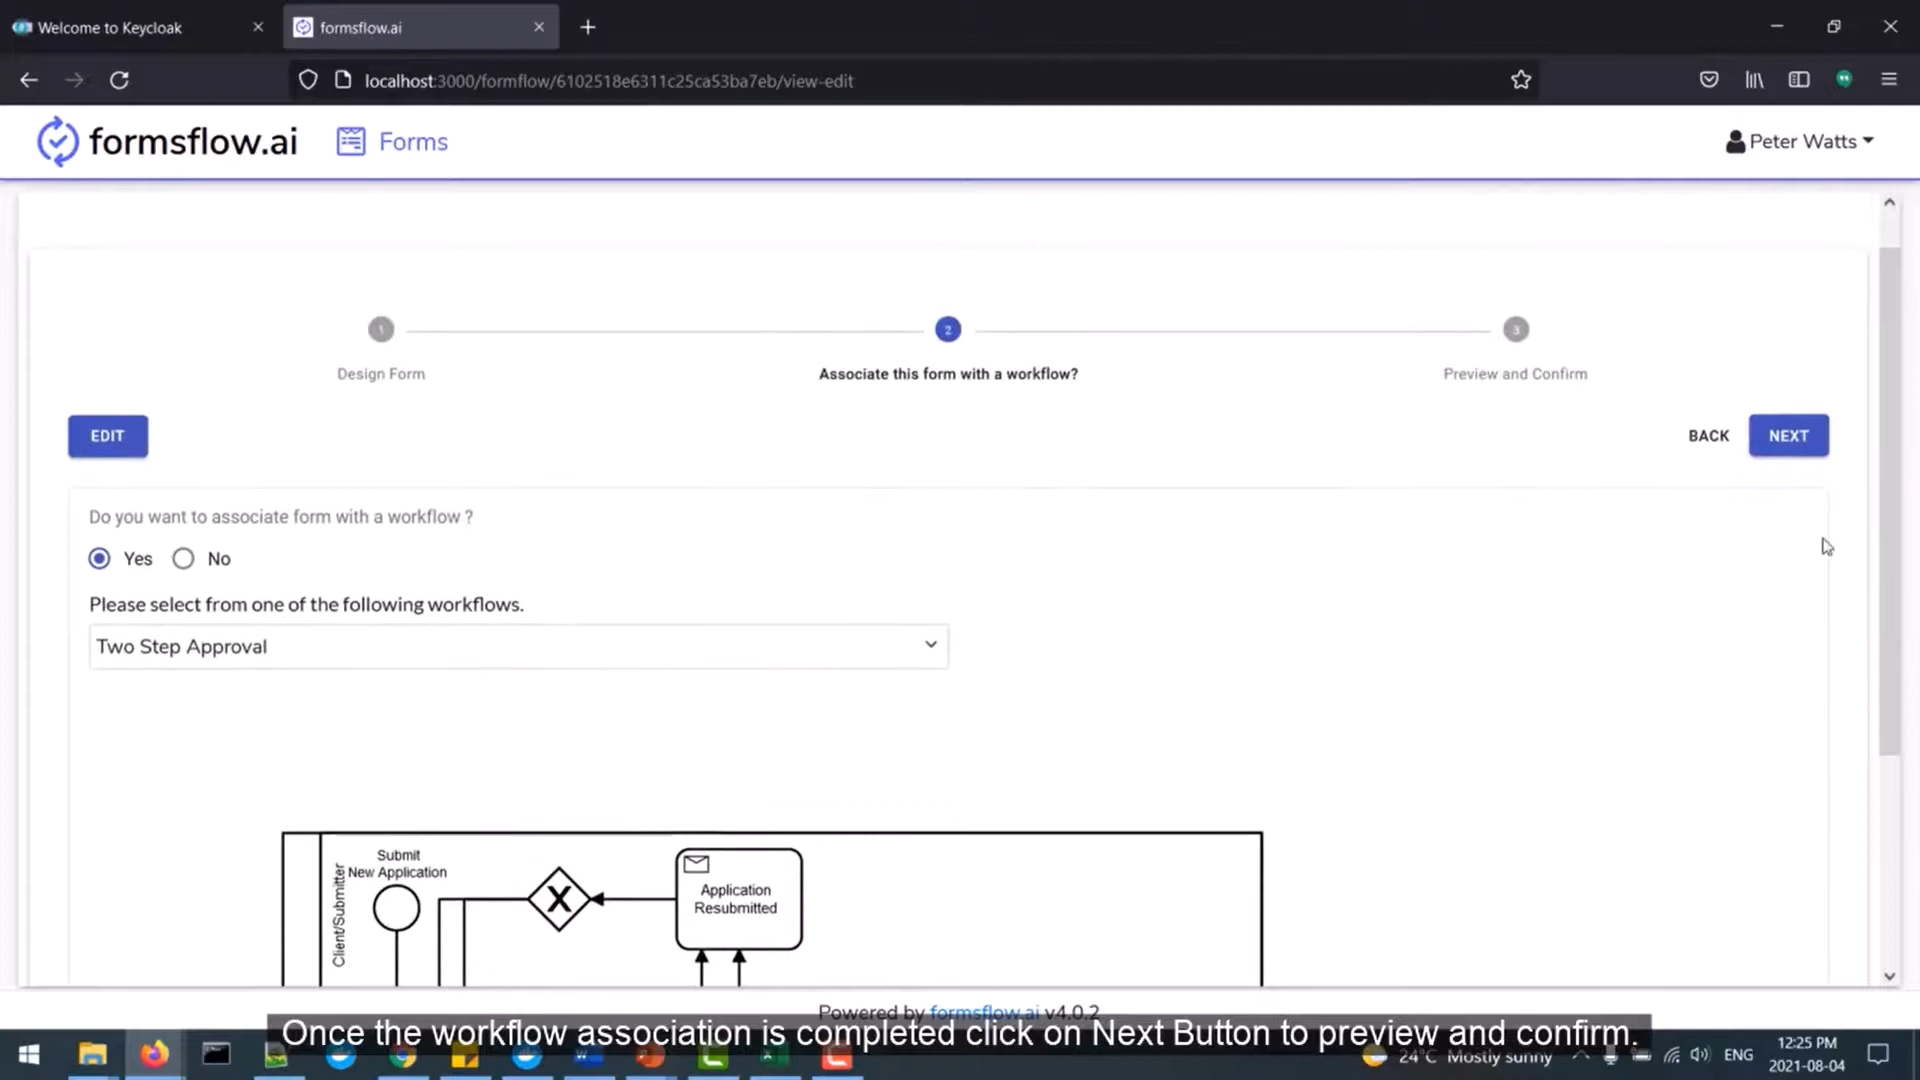 Welcome to Keycloak
formsflow.ai
localhost:3000/formflow/6102518e6311c25ca53ba7eb/view-edit
formsflow.ai
Forms
Peter Watts
1
2
3
Design Form
Associate this form with a workflow?
Preview and Confirm
EDIT
BACK
NEXT
Do you want to associate form with a workflow ?
Yes
No
Please select from one of the following workflows.
Two Step Approval
Client/Submitter
Submit
New Application
X
Application
Resubmitted
Powered by formsflow.ai v4.0.2
Once the workflow association is completed click on Next Button to preview and confirm.
24°C Mostly sunny
ENG
12:25 PM
2021-08-04